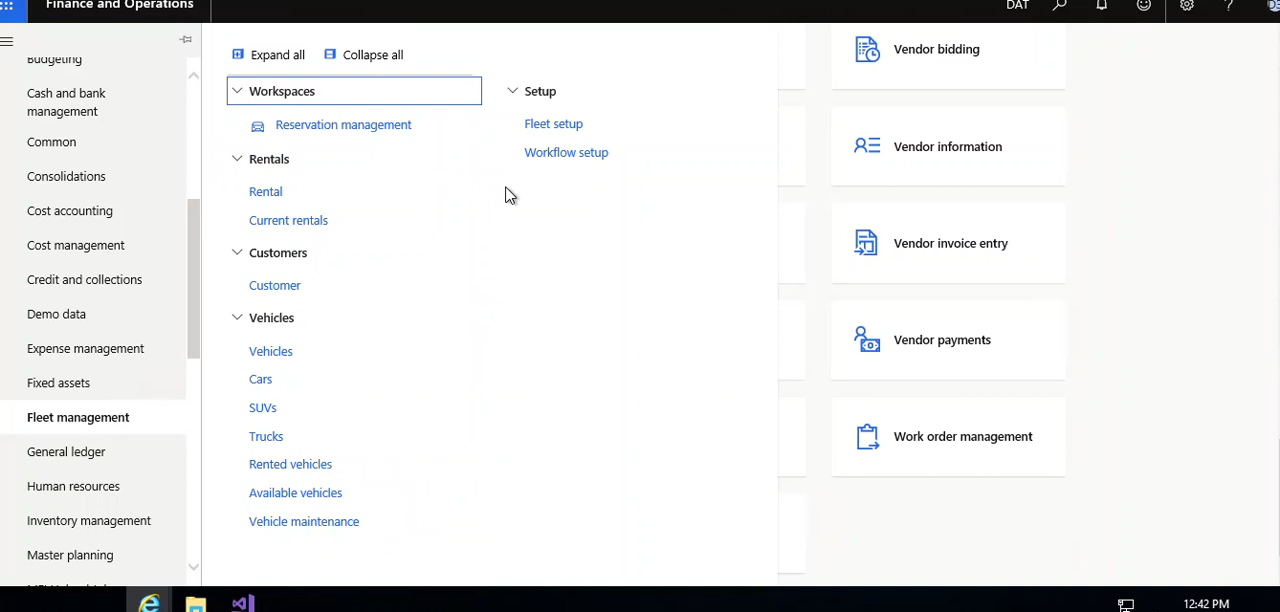 Finance and Operations
DAT
?
Budgeting
Cash and bank
management
Common
Consolidations
Cost accounting
Cost management
Credit and collections
Demo data
Expense management
Fixed assets
Fleet management
General ledger
Human resources
Inventory management
Master planning
Expand all
Collapse all
Workspaces
Reservation management
Rentals
Rental
Current rentals
Customers
Customer
Vehicles
Vehicles
Cars
SUVs
Trucks
Rented vehicles
Available vehicles
Vehicle maintenance
Setup
Fleet setup
Workflow setup
Vendor bidding
Vendor information
Vendor invoice entry
Vendor payments
Work order management
12:42 PM